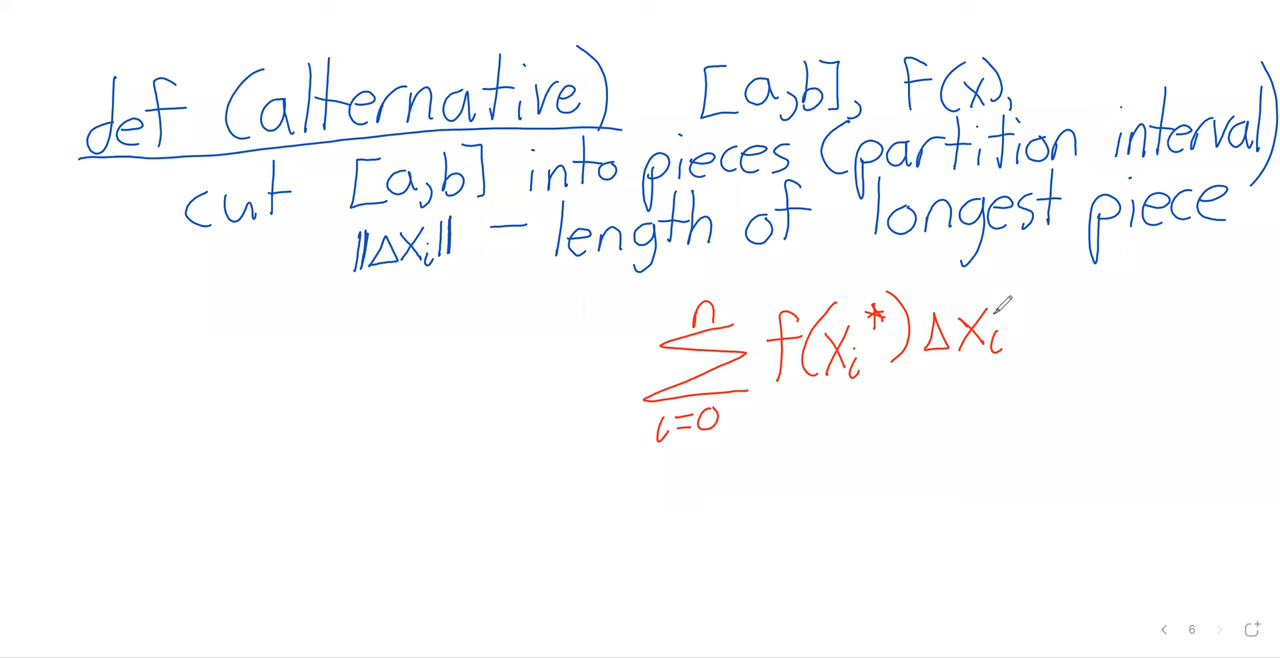 def (alternative) [a,b], f(x),
cut [a,b] into pieces (partition interval)
||Δxᵢ|| – length of longest piece
n
∑ f(xᵢ*) Δxᵢ
i=0
< 6 >